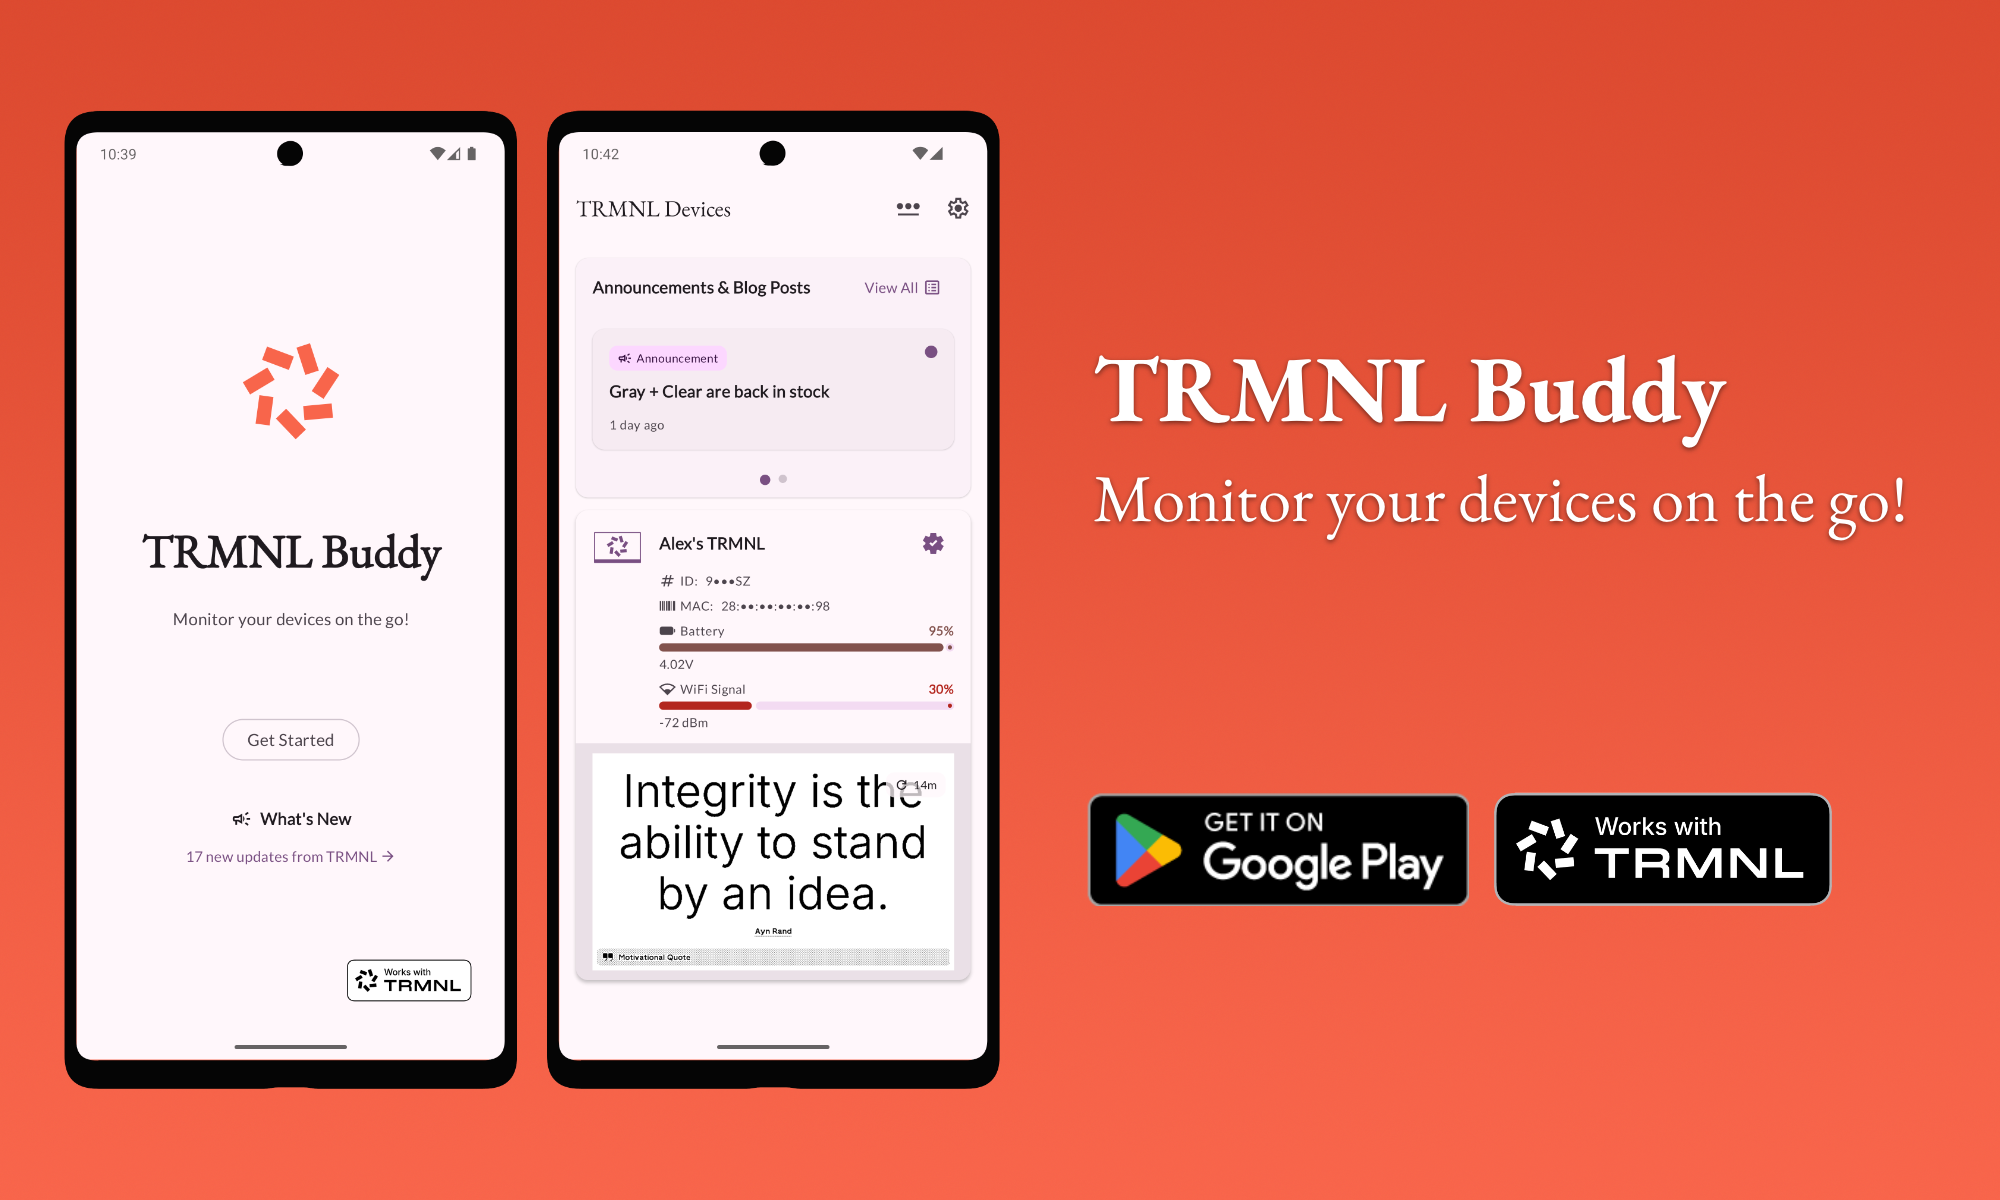 10:39
TRMNL Buddy
Monitor your devices on the go!
Get Started
What's New
17 new updates from TRMNL →
Works with
TRMNL
10:42
TRMNL Devices
Announcements & Blog Posts
View All
Announcement
Gray + Clear are back in stock
1 day ago
Alex's TRMNL
# ID: 9●●●SZ
MAC: 28:●●:●●:●●:●●:98
Battery 95%
4.02V
WiFi Signal 30%
-72 dBm
14m
Integrity is the
ability to stand
by an idea.
Ayn Rand
Motivational Quote
TRMNL Buddy
Monitor your devices on the go!
GET IT ON
Google Play
Works with
TRMNL